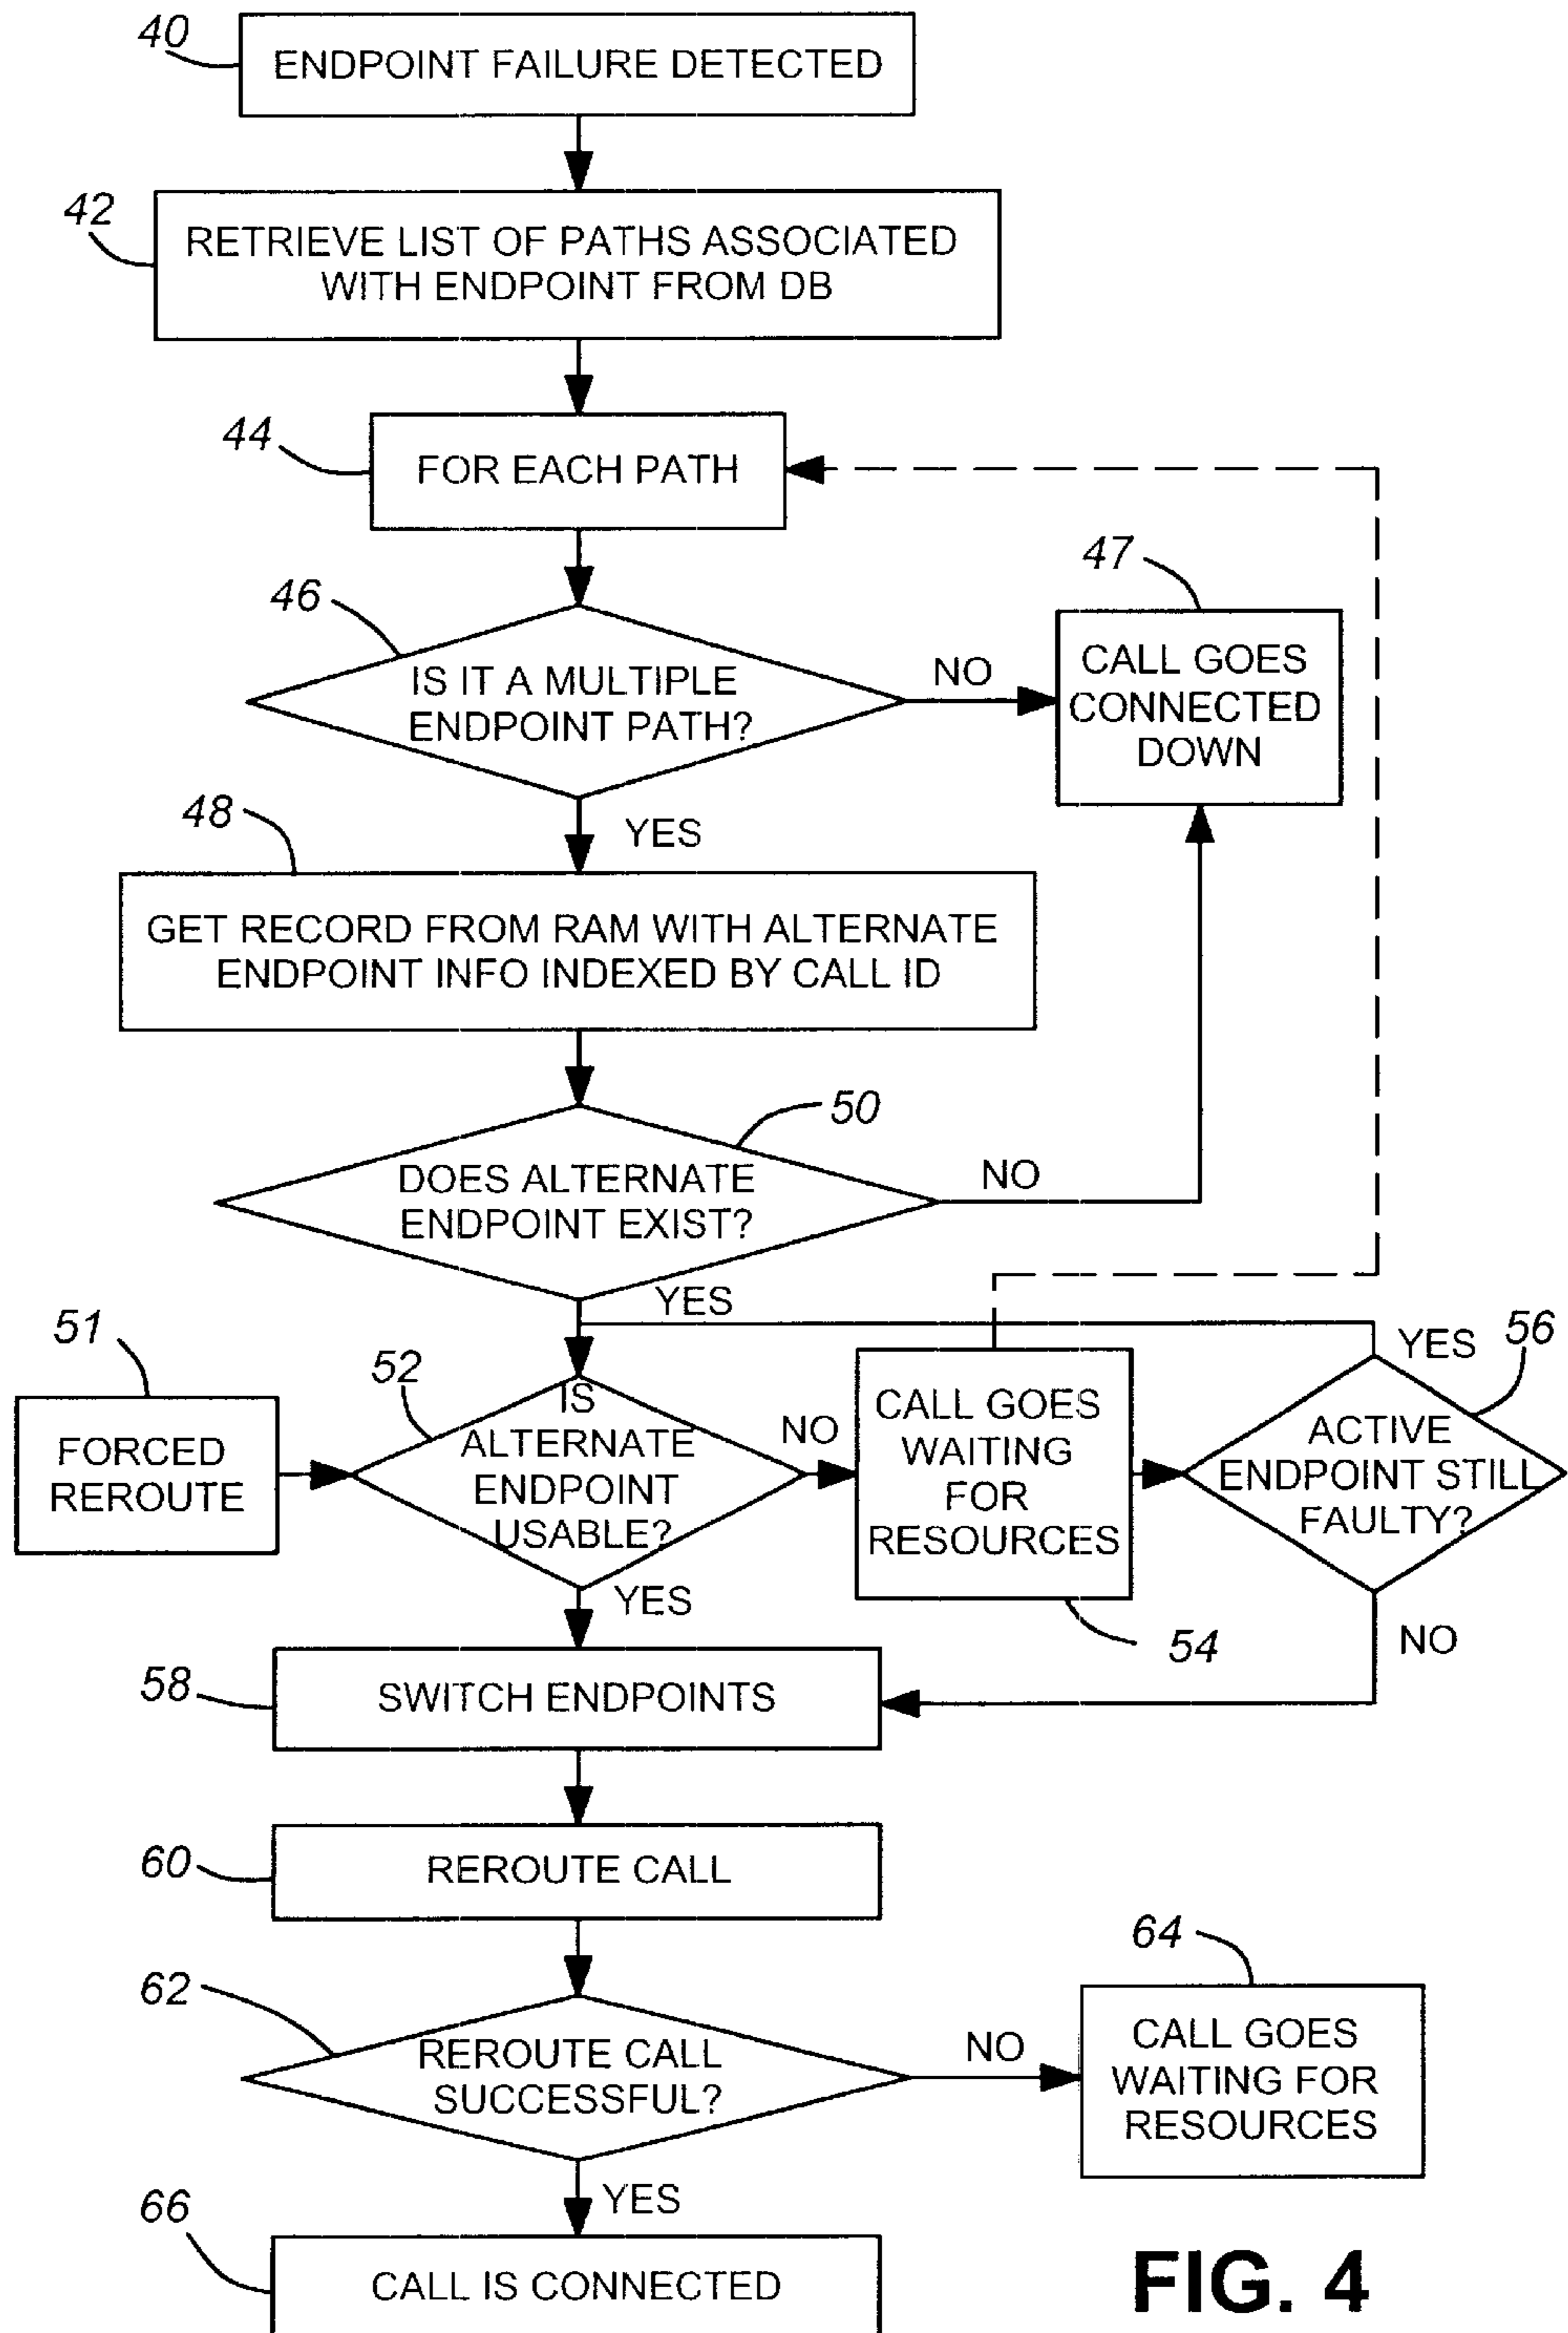 40
ENDPOINT FAILURE DETECTED
42
RETRIEVE LIST OF PATHS ASSOCIATED
WITH ENDPOINT FROM DB
44
FOR EACH PATH
46
IS IT A MULTIPLE
ENDPOINT PATH?
NO
47
CALL GOES
CONNECTED
DOWN
YES
48
GET RECORD FROM RAM WITH ALTERNATE
ENDPOINT INFO INDEXED BY CALL ID
50
DOES ALTERNATE
ENDPOINT EXIST?
NO
YES
51
FORCED
REROUTE
52
IS
ALTERNATE
ENDPOINT
USABLE?
NO
CALL GOES
WAITING
FOR
RESOURCES
54
YES
56
ACTIVE
ENDPOINT STILL
FAULTY?
NO
YES
58
SWITCH ENDPOINTS
60
REROUTE CALL
62
REROUTE CALL
SUCCESSFUL?
NO
64
CALL GOES
WAITING FOR
RESOURCES
YES
66
CALL IS CONNECTED
FIG. 4